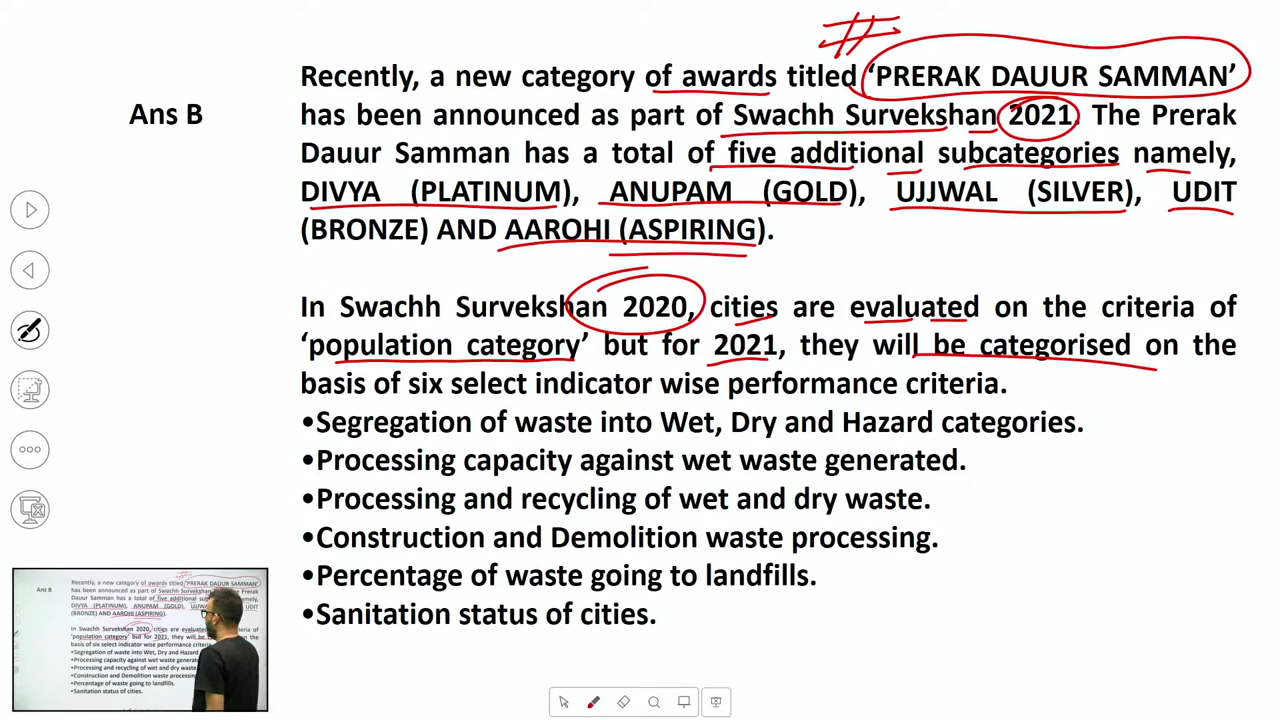 Ans B
Recently, a new category of awards titled ‘PRERAK DAUUR SAMMAN’
has been announced as part of Swachh Survekshan 2021. The Prerak
Dauur Samman has a total of five additional subcategories namely,
DIVYA (PLATINUM), ANUPAM (GOLD), UJJWAL (SILVER), UDIT
(BRONZE) AND AAROHI (ASPIRING).
In Swachh Survekshan 2020, cities are evaluated on the criteria of
‘population category’ but for 2021, they will be categorised on the
basis of six select indicator wise performance criteria.
•Segregation of waste into Wet, Dry and Hazard categories.
•Processing capacity against wet waste generated.
•Processing and recycling of wet and dry waste.
•Construction and Demolition waste processing.
•Percentage of waste going to landfills.
•Sanitation status of cities.